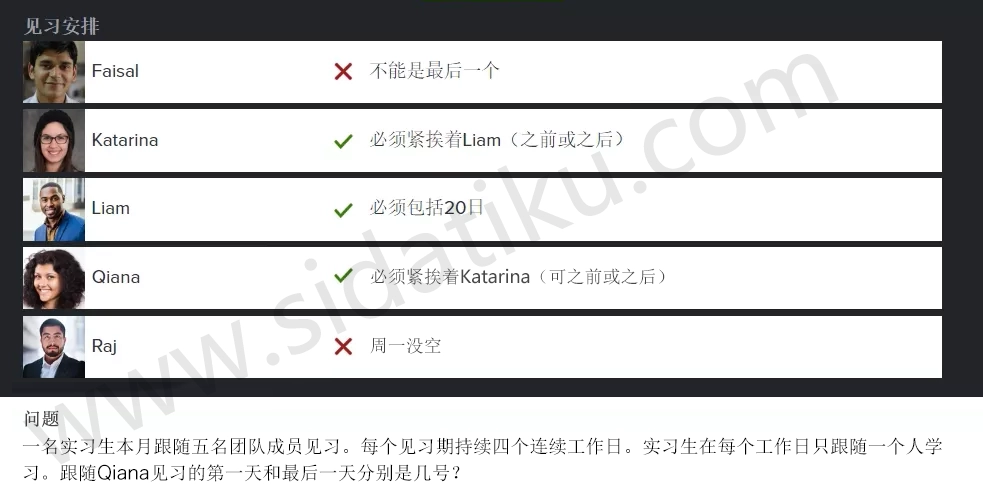 见习安排
Faisal 不能是最后一个
Katarina 必须紧挨着Liam（之前或之后）
Liam 必须包括20日
Qiana 必须紧挨着Katarina（可之前或之后）
Raj 周一没空
www.sidatiku.com
问题
一名实习生本月跟随五名团队成员见习。每个见习期持续四个连续工作日。实习生在每个工作日只跟随一个人学
习。跟随Qiana见习的第一天和最后一天分别是几号？